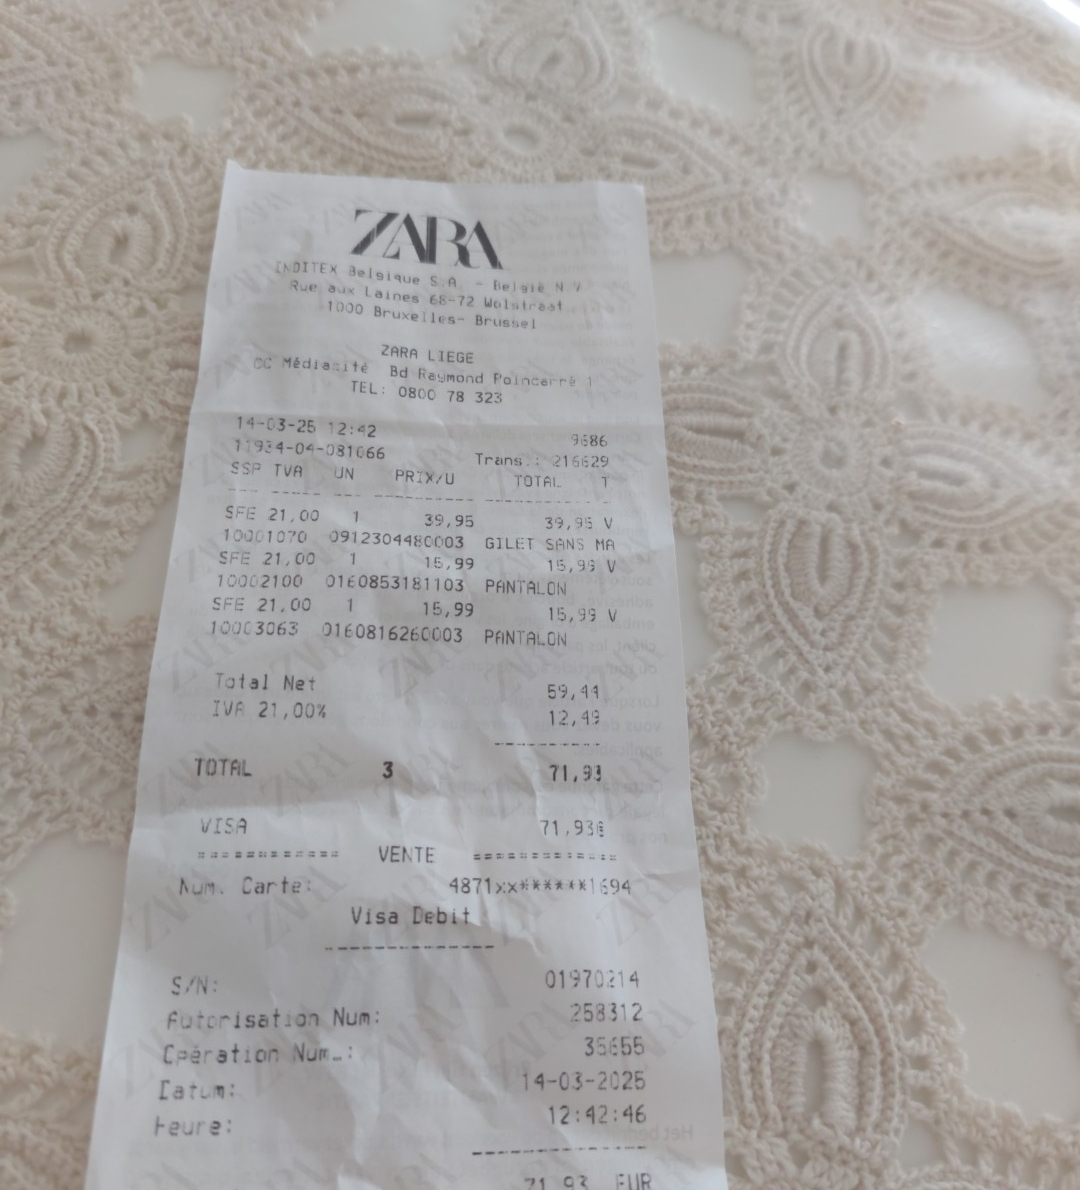 ZARA
INDITEX Belgique S.A. - België N V
Rue aux Laines 68-72 Wolstraat
1000 Bruxelles- Brussel
ZARA LIEGE
CC Médiacité Bd Raymond Poincarré 1
TEL: 0800 78 323
14-03-25 12:42 9686
11934-04-081066 Trans.: 216629
SSP TVA UN PRIX/U TOTAL T
SFE 21,00 1 39,95 39,95 V
10001070 0912304480003 GILET SANS MA
SFE 21,00 1 15,99 15,99 V
10002100 0160853181103 PANTALON
SFE 21,00 1 15,99 15,99 V
10003063 0160816260003 PANTALON
Total Net 59,44
IVA 21,00% 12,49
TOTAL 3 71,93
VISA 71,93€
=========== VENTE ============
Num. Carte: 4871xx******1694
Visa Debit
S/N: 01970214
Autorisation Num: 258312
Opération Num.: 35655
Datum: 14-03-2025
Heure: 12:42:46
71,93 EUR